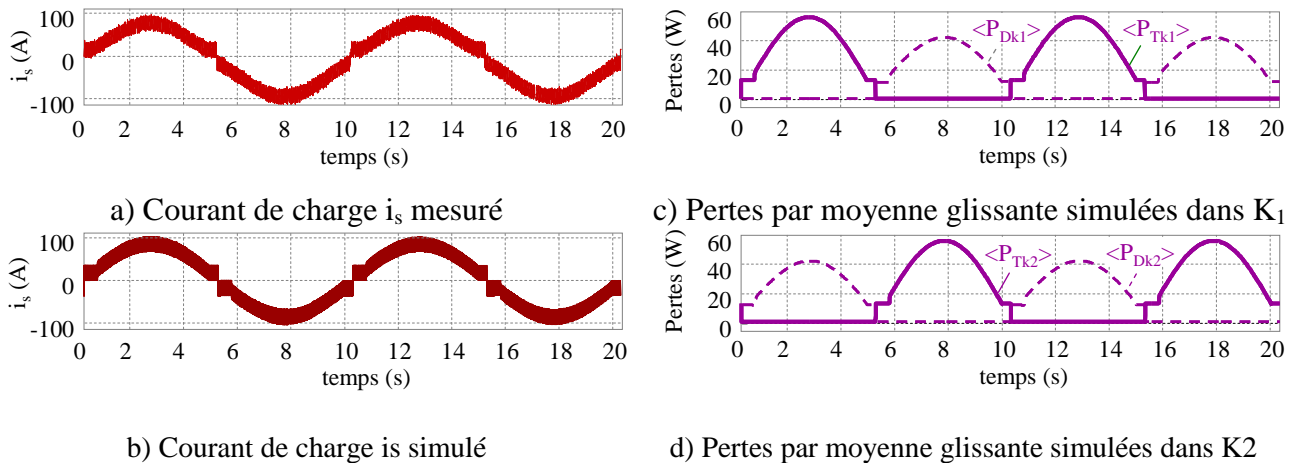 100
0
-100
i_s (A)
0 2 4 6 8 10 12 14 16 18 20
temps (s)
a) Courant de charge i_s mesuré
60
40
20
0
Pertes (W)
<P_Dk1>
<P_Tk1>
0 2 4 6 8 10 12 14 16 18 20
temps (s)
c) Pertes par moyenne glissante simulées dans K_1
100
0
-100
i_s (A)
0 2 4 6 8 10 12 14 16 18 20
temps (s)
b) Courant de charge is simulé
60
40
20
0
Pertes (W)
<P_Tk2>
<P_Dk2>
0 2 4 6 8 10 12 14 16 18 20
temps (s)
d) Pertes par moyenne glissante simulées dans K2